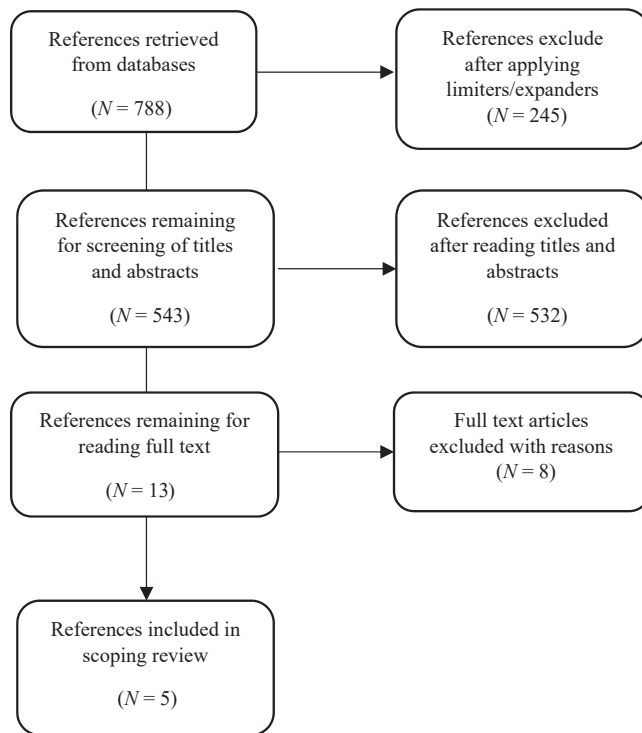 References retrieved
from databases
(N = 788)
References exclude
after applying
limiters/expanders
(N = 245)
References remaining
for screening of titles
and abstracts
(N = 543)
References excluded
after reading titles and
abstracts
(N = 532)
References remaining for
reading full text
(N = 13)
Full text articles
excluded with reasons
(N = 8)
References included in
scoping review
(N = 5)